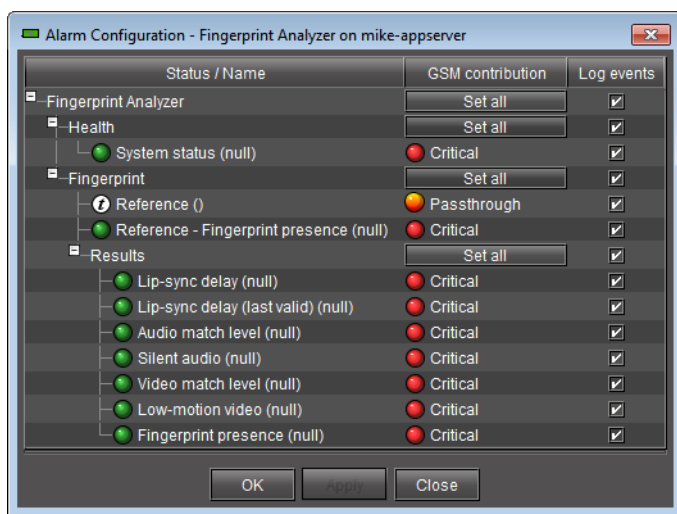 Alarm Configuration - Fingerprint Analyzer on mike-appserver
Status / Name GSM contribution Log events
Fingerprint Analyzer Set all
Health Set all
System status (null) Critical
Fingerprint Set all
t Reference () Passthrough
Reference - Fingerprint presence (null) Critical
Results Set all
Lip-sync delay (null) Critical
Lip-sync delay (last valid) (null) Critical
Audio match level (null) Critical
Silent audio (null) Critical
Video match level (null) Critical
Low-motion video (null) Critical
Fingerprint presence (null) Critical
OK Apply Close